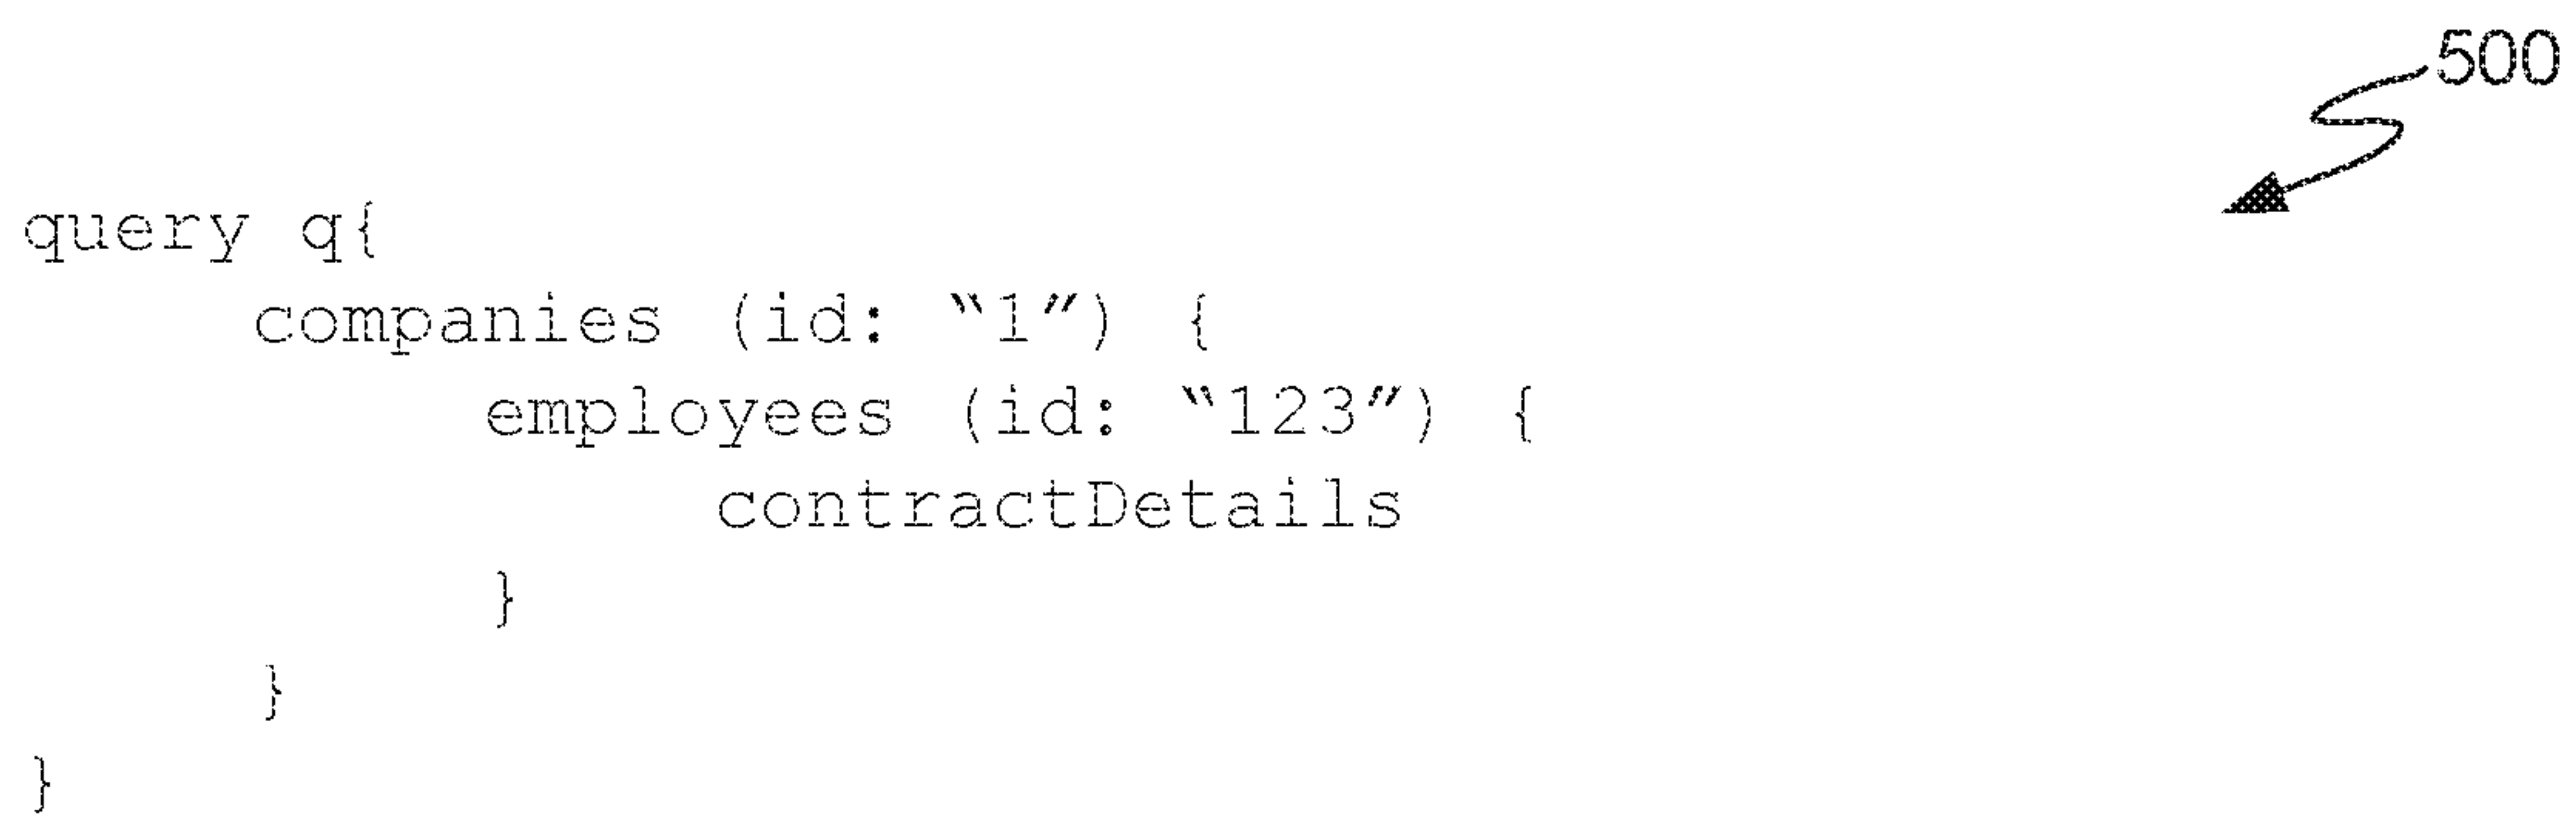 500
query q{
companies (id: “1”) {
employees (id: “123”) {
contractDetails
}
}
}